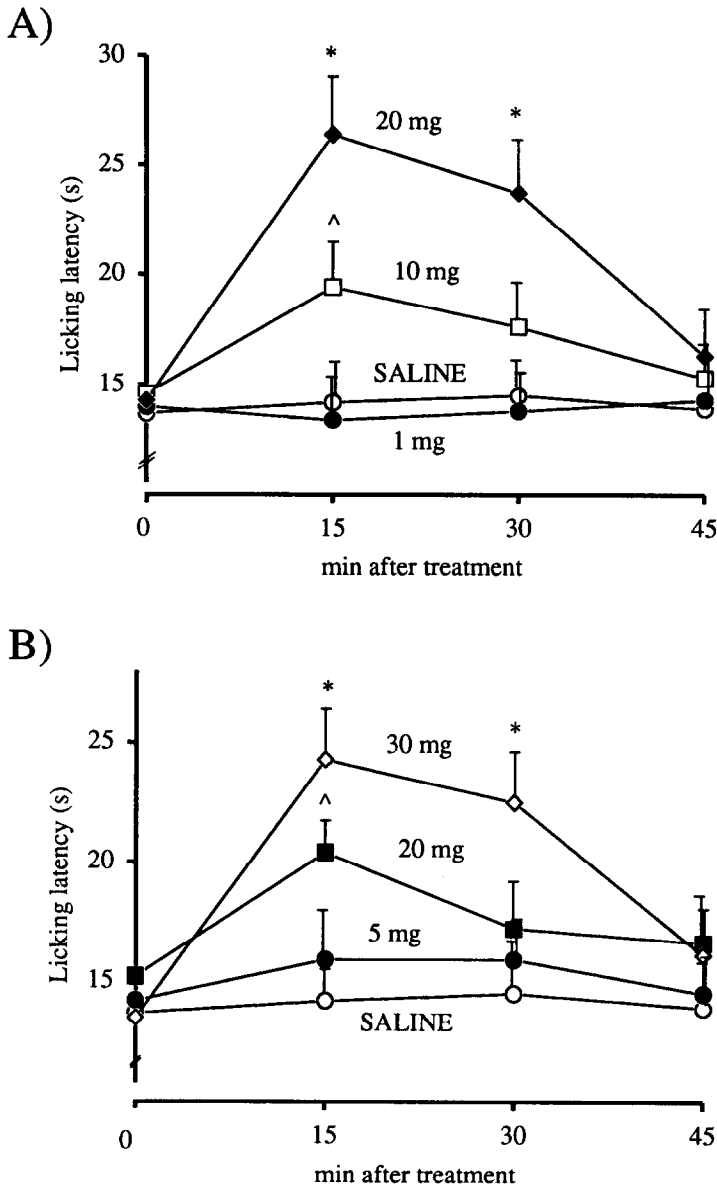 A)
30
*
20 mg
*
25
^
10 mg
20
SALINE
15
1 mg
Licking latency (s)
0 15 30 45
min after treatment
B)
*
30 mg
*
25
^
20 mg
20
5 mg
15
SALINE
Licking latency (s)
0 15 30 45
min after treatment